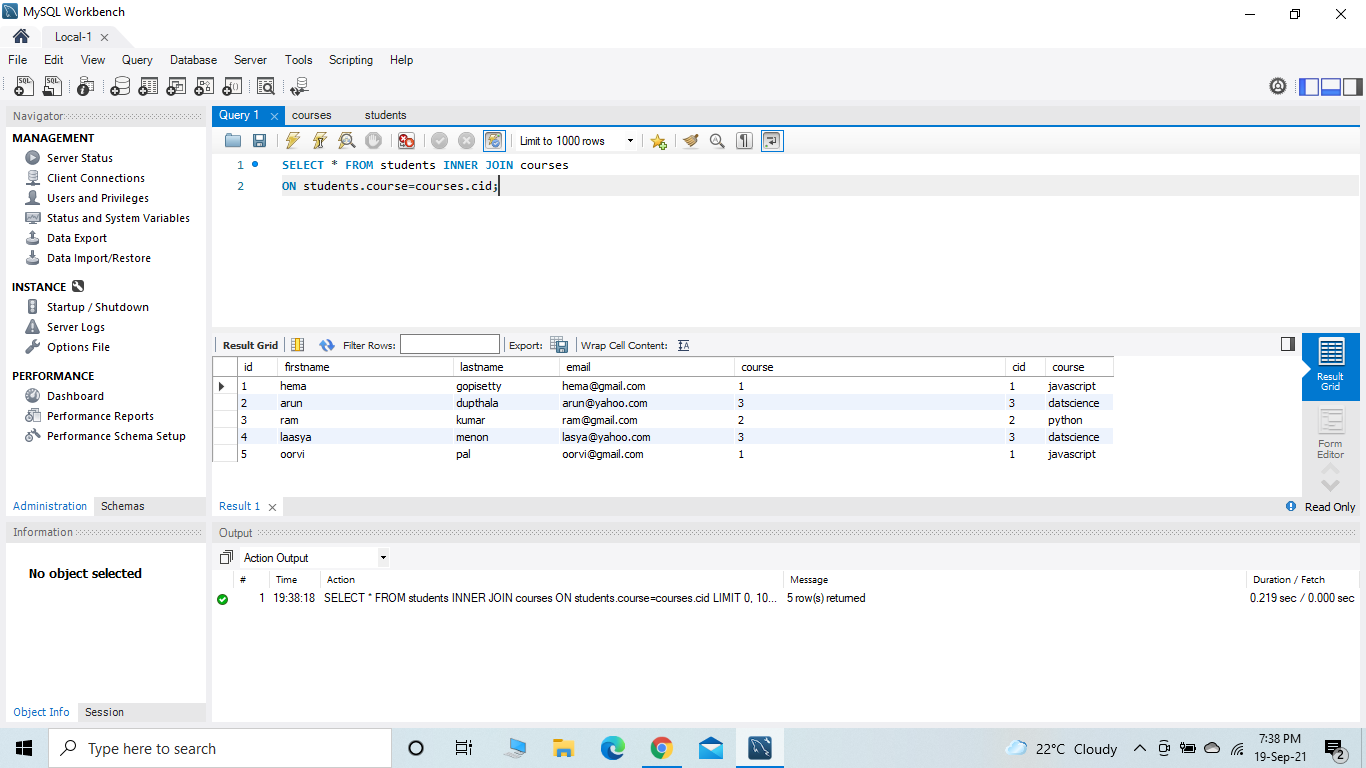 MySQL Workbench
Local-1
File Edit View Query Database Server Tools Scripting Help
Navigator
MANAGEMENT
Server Status
Client Connections
Users and Privileges
Status and System Variables
Data Export
Data Import/Restore
INSTANCE
Startup / Shutdown
Server Logs
Options File
PERFORMANCE
Dashboard
Performance Reports
Performance Schema Setup
Administration Schemas
Information
No object selected
Object Info Session
Query 1 courses students
Limit to 1000 rows
1 SELECT * FROM students INNER JOIN courses
2 ON students.course=courses.cid;
Result Grid Filter Rows: Export: Wrap Cell Content:
id firstname lastname email course cid course
1 hema gopisetty hema@gmail.com 1 1 javascript
2 arun dupthala arun@yahoo.com 3 3 datscience
3 ram kumar ram@gmail.com 2 2 python
4 laasya menon lasya@yahoo.com 3 3 datscience
5 oorvi pal oorvi@gmail.com 1 1 javascript
Result
Grid
Form
Editor
Result 1 Read Only
Output
Action Output
# Time Action Message Duration / Fetch
1 19:38:18 SELECT * FROM students INNER JOIN courses ON students.course=courses.cid LIMIT 0, 10... 5 row(s) returned 0.219 sec / 0.000 sec
Type here to search
22°C Cloudy
7:38 PM
19-Sep-21
2